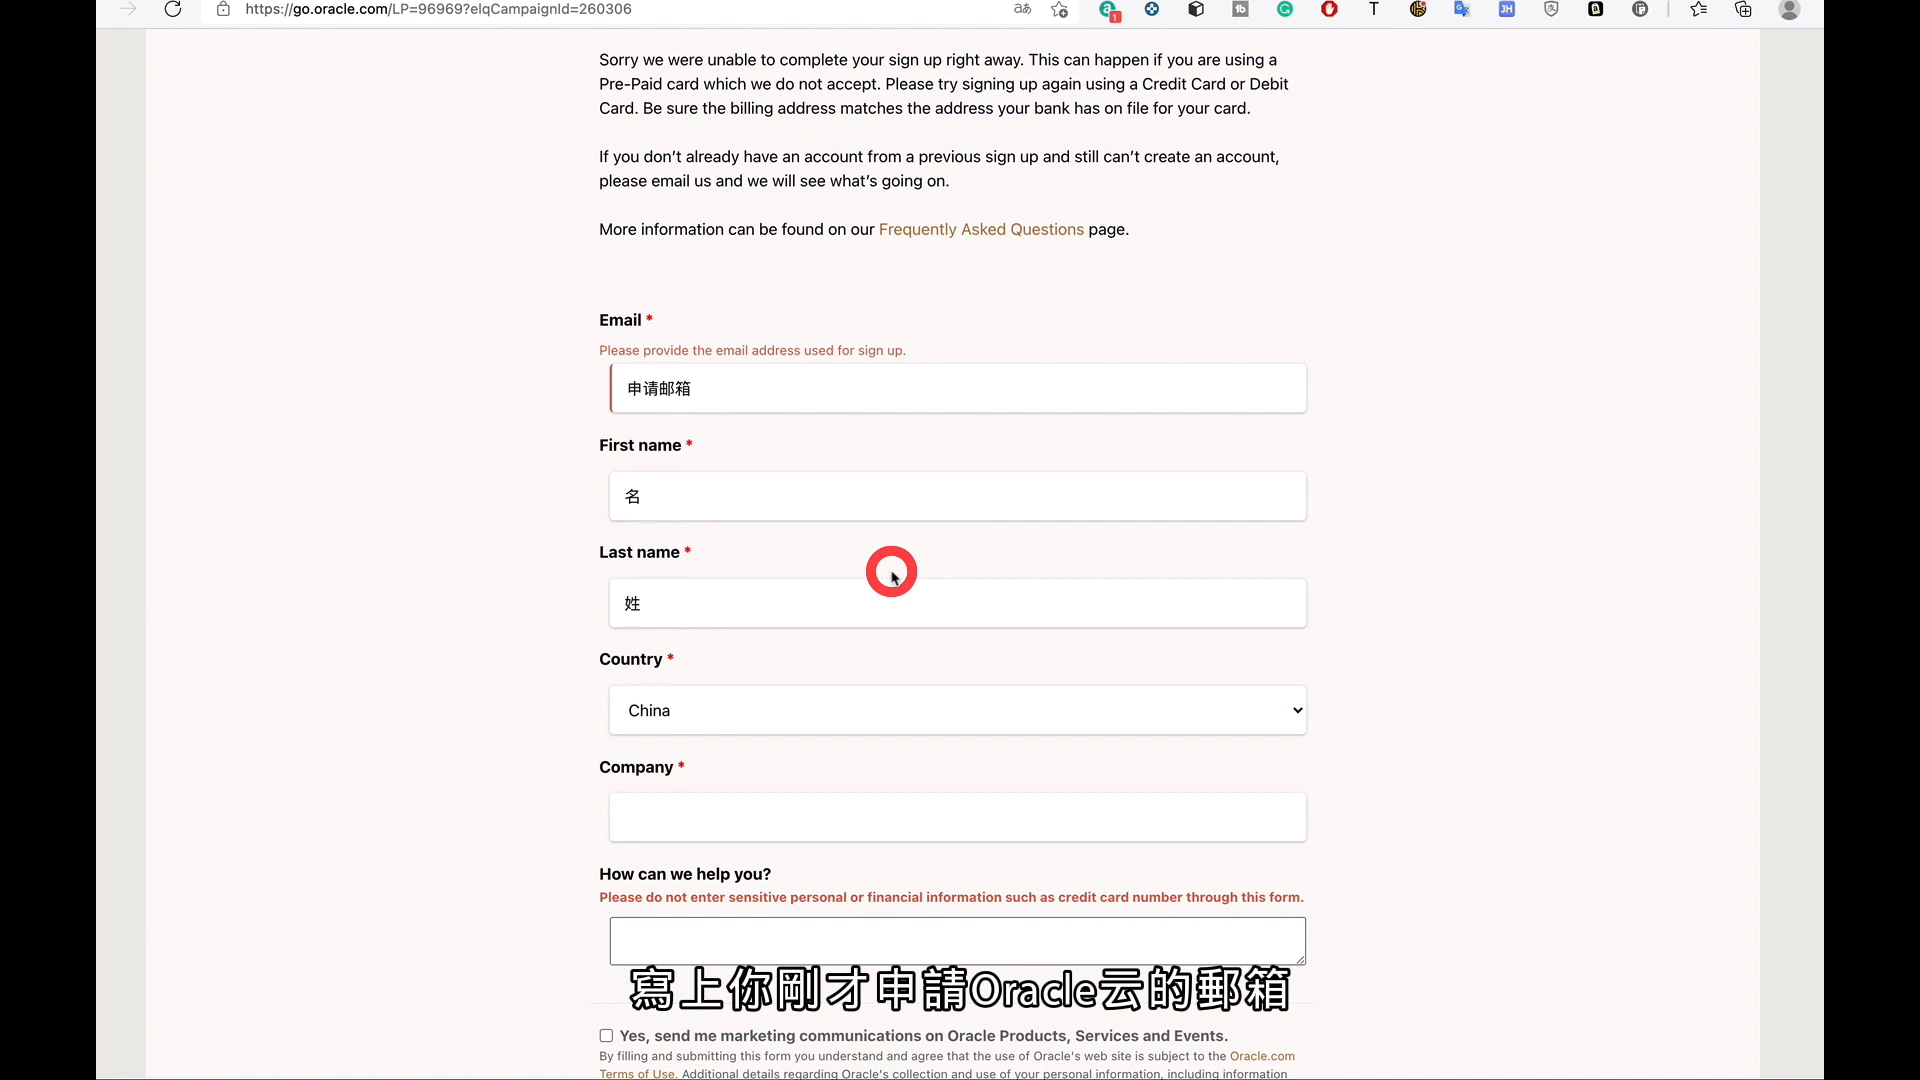 https://go.oracle.com/LP=96969?elqCampaignId=260306
Sorry we were unable to complete your sign up right away. This can happen if you are using a
Pre-Paid card which we do not accept. Please try signing up again using a Credit Card or Debit
Card. Be sure the billing address matches the address your bank has on file for your card.
If you don’t already have an account from a previous sign up and still can’t create an account,
please email us and we will see what’s going on.
More information can be found on our Frequently Asked Questions page.
Email *
Please provide the email address used for sign up.
申请邮箱
First name *
名
Last name *
姓
Country *
China
Company *
How can we help you?
Please do not enter sensitive personal or financial information such as credit card number through this form.
寫上你剛才申請Oracle云的郵箱
Yes, send me marketing communications on Oracle Products, Services and Events.
By filling and submitting this form you understand and agree that the use of Oracle's web site is subject to the Oracle.com
Terms of Use. Additional details regarding Oracle's collection and use of your personal information, including information